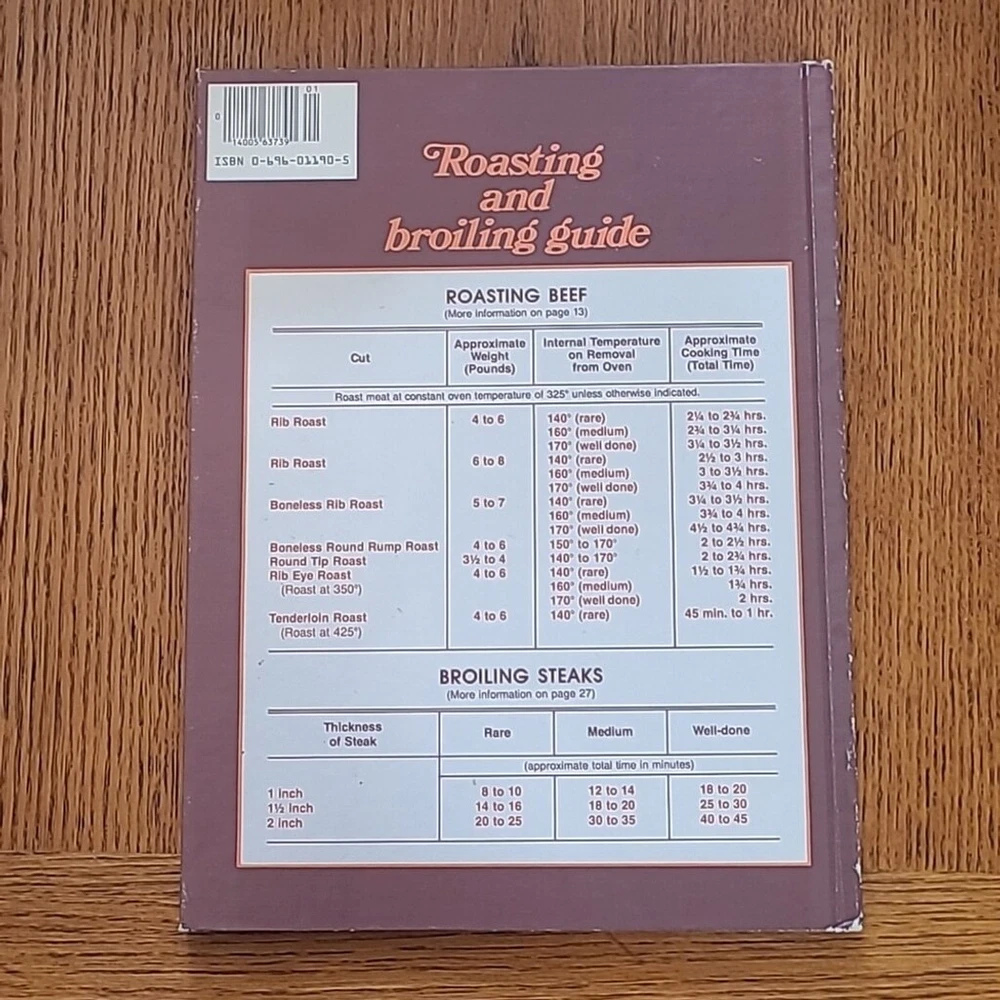 01
0
14005 63739
ISBN 0-696-01190-5
Roasting
and
broiling guide
ROASTING BEEF
(More information on page 13)
Cut
Approximate Weight (Pounds)
Internal Temperature on Removal from Oven
Approximate Cooking Time (Total Time)
Roast meat at constant oven temperature of 325° unless otherwise indicated.
Rib Roast 4 to 6 140° (rare) 2¼ to 2¾ hrs.
160° (medium) 2¾ to 3¼ hrs.
170° (well done) 3¼ to 3½ hrs.
Rib Roast 6 to 8 140° (rare) 2½ to 3 hrs.
160° (medium) 3 to 3½ hrs.
170° (well done) 3¾ to 4 hrs.
Boneless Rib Roast 5 to 7 140° (rare) 3¼ to 3½ hrs.
160° (medium) 3¾ to 4 hrs.
170° (well done) 4½ to 4¾ hrs.
Boneless Round Rump Roast 4 to 6 150° to 170° 2 to 2½ hrs.
Round Tip Roast 3½ to 4 140° to 170° 2 to 2¾ hrs.
Rib Eye Roast 4 to 6 140° (rare) 1½ to 1¾ hrs.
(Roast at 350°) 160° (medium) 1¾ hrs.
170° (well done) 2 hrs.
Tenderloin Roast 4 to 6 140° (rare) 45 min. to 1 hr.
(Roast at 425°)
BROILING STEAKS
(More information on page 27)
Thickness of Steak
Rare
Medium
Well-done
(approximate total time in minutes)
1 Inch 8 to 10 12 to 14 18 to 20
1½ Inch 14 to 16 18 to 20 25 to 30
2 Inch 20 to 25 30 to 35 40 to 45